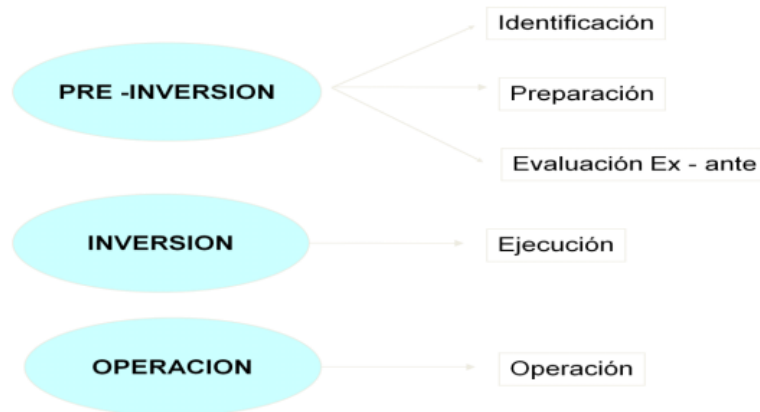 Identificación
PRE -INVERSION
Preparación
Evaluación Ex - ante
INVERSION
Ejecución
OPERACION
Operación